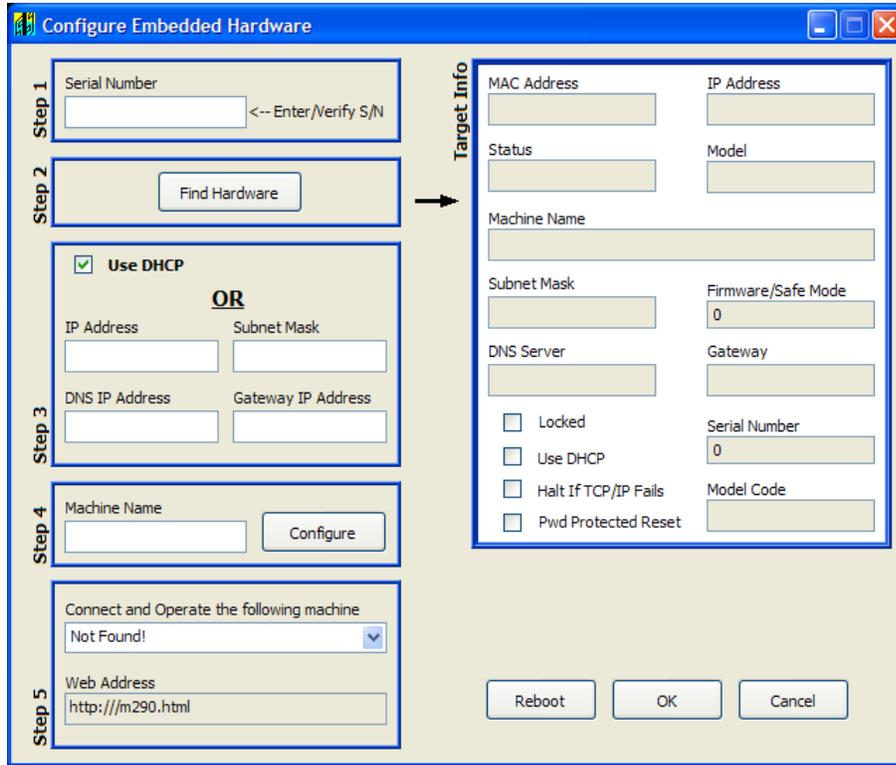 Configure Embedded Hardware
Step 1
Serial Number
<-- Enter/Verify S/N
Step 2
Find Hardware
Step 3
Use DHCP
OR
IP Address Subnet Mask
DNS IP Address Gateway IP Address
Step 4
Machine Name
Configure
Step 5
Connect and Operate the following machine
Not Found!
Web Address
http:///m290.html
Target Info
MAC Address IP Address
Status Model
Machine Name
Subnet Mask Firmware/Safe Mode
0
DNS Server Gateway
Locked Serial Number
Use DHCP 0
Halt If TCP/IP Fails Model Code
Pwd Protected Reset
Reboot OK Cancel